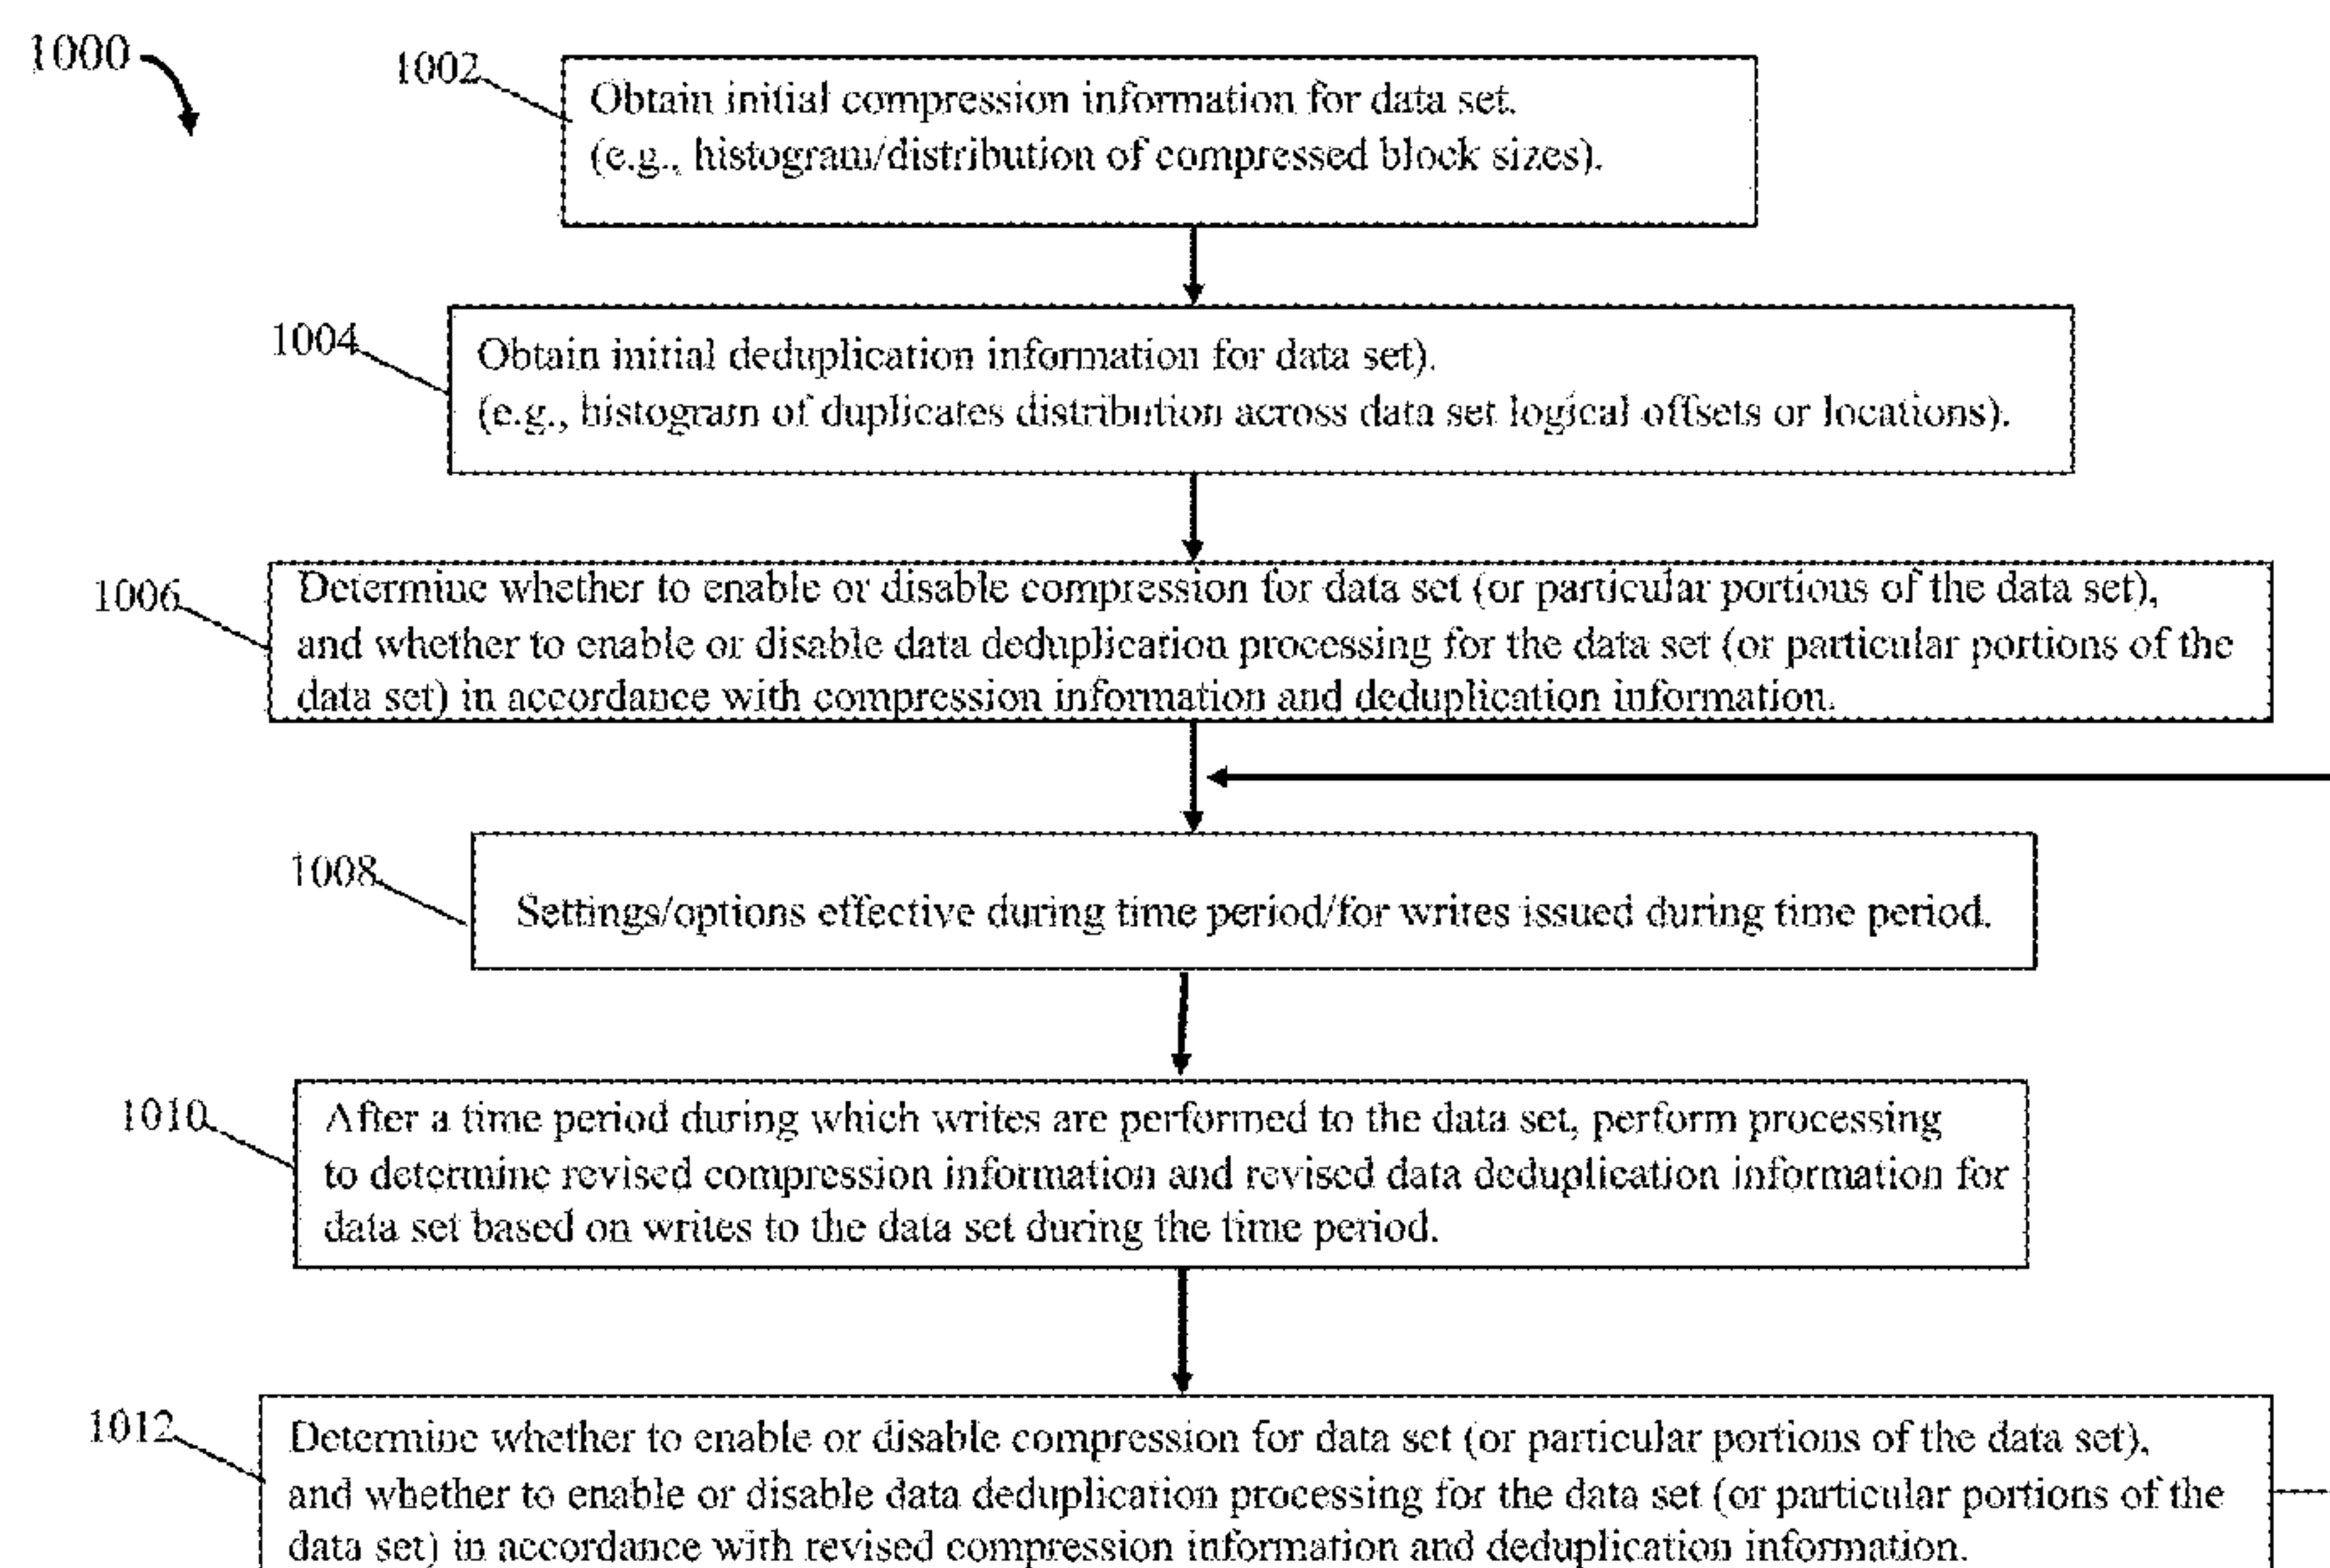 1000
1002
Obtain initial compression information for data set.
(e.g., histogram/distribution of compressed block sizes).
1004
Obtain initial deduplication information for data set).
(e.g., histogram of duplicates distribution across data set logical offsets or locations).
1006
Determine whether to enable or disable compression for data set (or particular portions of the data set),
and whether to enable or disable data deduplication processing for the data set (or particular portions of the
data set) in accordance with compression information and deduplication information.
1008
Settings/options effective during time period/for writes issued during time period.
1010
After a time period during which writes are performed to the data set, perform processing
to determine revised compression information and revised data deduplication information for
data set based on writes to the data set during the time period.
1012
Determine whether to enable or disable compression for data set (or particular portions of the data set),
and whether to enable or disable data deduplication processing for the data set (or particular portions of the
data set) in accordance with revised compression information and deduplication information.